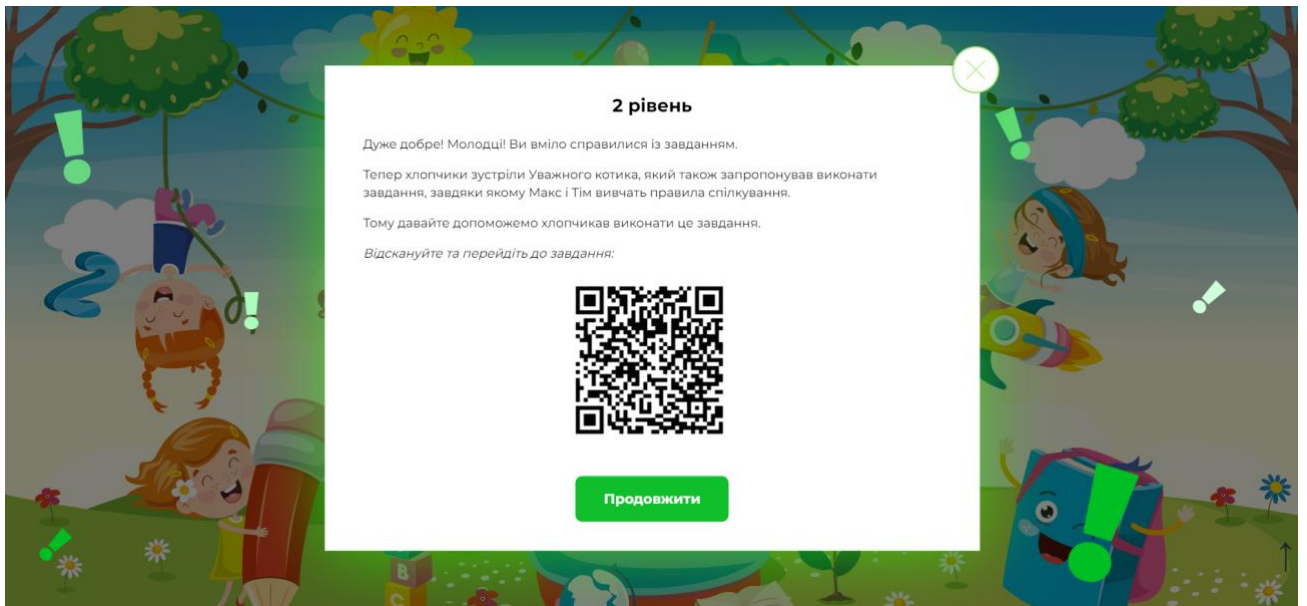 2 рівень
Дуже добре! Молодці! Ви вміло справилися із завданням.
Тепер хлопчики зустріли Уважного котика, який також запропонував виконати
завдання, завдяки якому Макс і Тім вивчать правила спілкування.
Тому давайте допоможемо хлопчикав виконати це завдання.
Відскануйте та перейдіть до завдання:
Продовжити
B
C